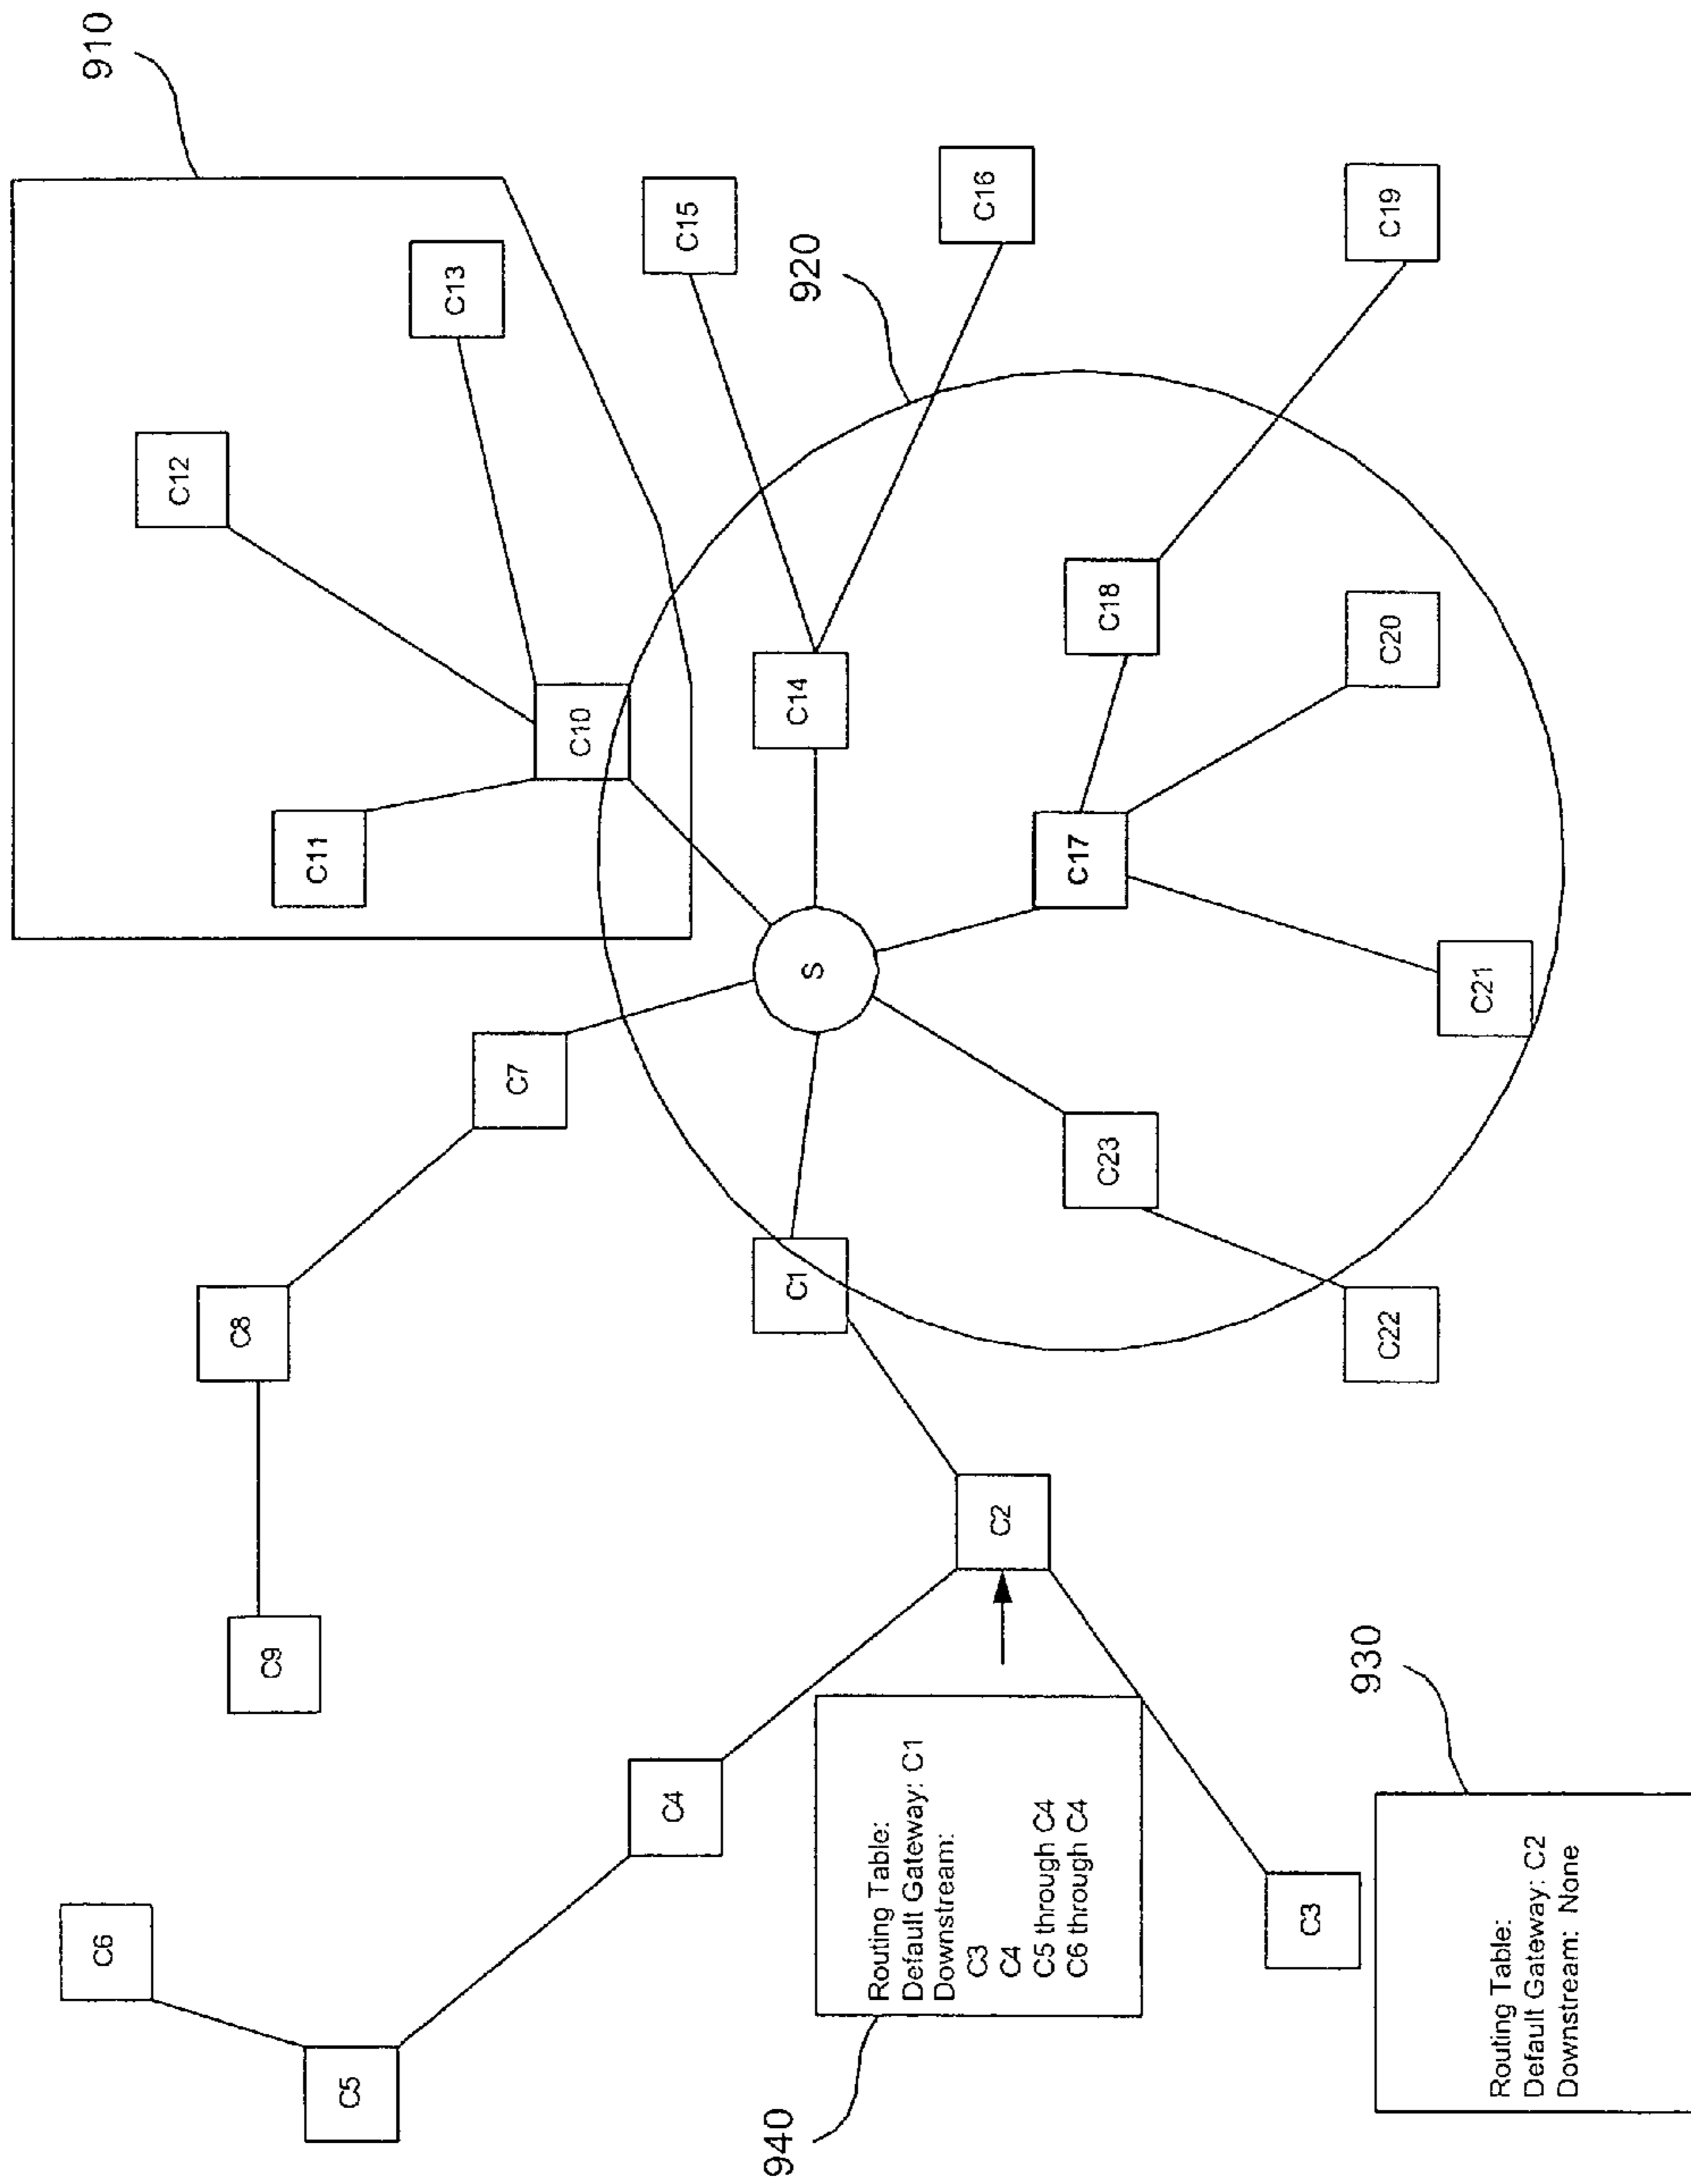 910
C6
C12
C8
C9
C11
C5
C13
C7
C10
C4
C15
940
C1
S
C14
920
Routing Table:
Default Gateway: C1
Downstream:
C3
C4
C5 through C4
C6 through C4
C16
C2
C17
C23
C18
C3
930
C22
C20
C19
C21
Routing Table:
Default Gateway: C2
Downstream: None